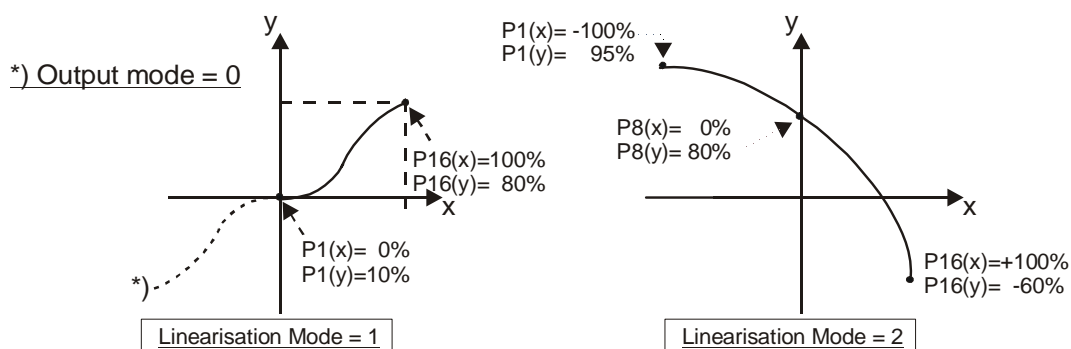 y
*) Output mode = 0
P16(x)=100%
P16(y)= 80%
x
P1(x)= 0%
P1(y)=10%
*)
Linearisation Mode = 1
y
P1(x)= -100%
P1(y)= 95%
P8(x)= 0%
P8(y)= 80%
x
P16(x)=+100%
P16(y)= -60%
Linearisation Mode = 2